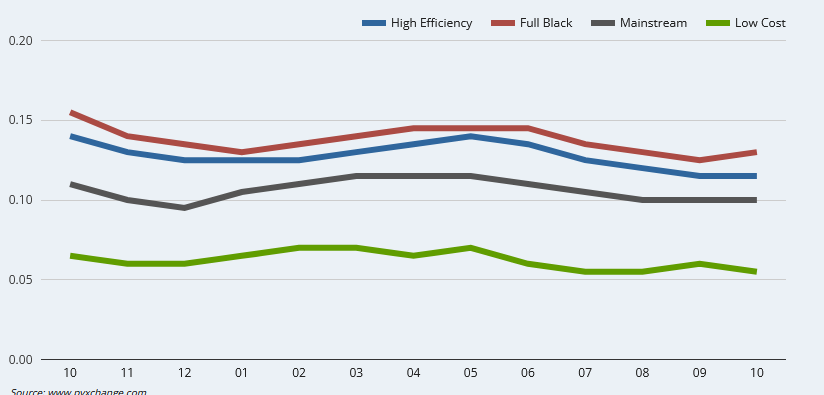 High Efficiency Full Black Mainstream Low Cost
0.20
0.15
0.10
0.05
0.00
10 11 12 01 02 03 04 05 06 07 08 09 10
Source: www.pvxchange.com